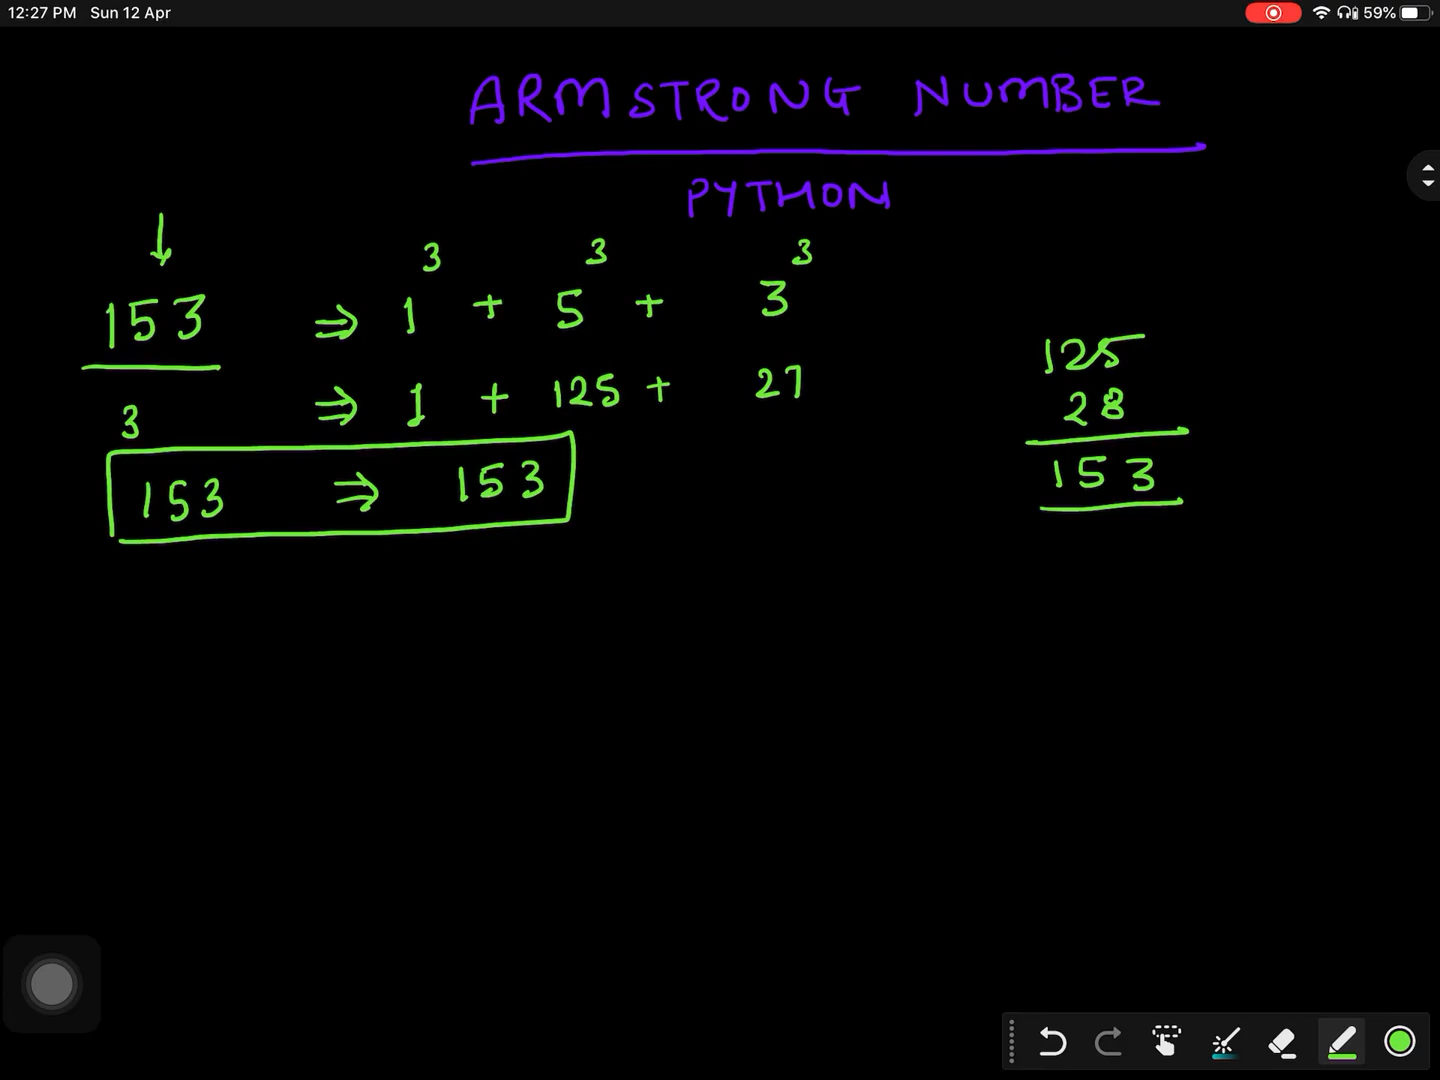 12:27 PM Sun 12 Apr 59%
ARMSTRONG NUMBER
PYTHON
3 3 3
153 ⇒ 1 + 5 + 3
3 ⇒ 1 + 125 + 27
153 ⇒ 153
125
28
153